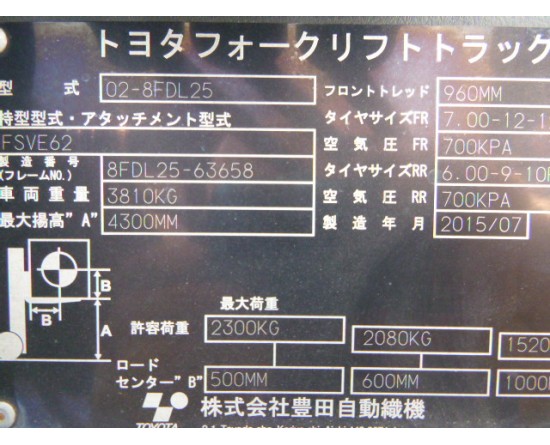 トヨタフォークリフトトラック
型式 02-8FDL25 フロントトレッド 960MM
特型型式・アタッチメント型式 タイヤサイズFR 7.00-12-1
FSVE62 空気圧 FR 700KPA
製造番号(フレームNO.) 8FDL25-63658 タイヤサイズRR 6.00-9-10
車両重量 3810KG 空気圧 RR 700KPA
最大揚高"A" 4300MM 製造年月 2015/07
B
B
A
最大荷重
許容荷重 2300KG 2080KG 1520
ロードセンター"B" 500MM 600MM 1000
TOYOTA 株式会社豊田自動織機